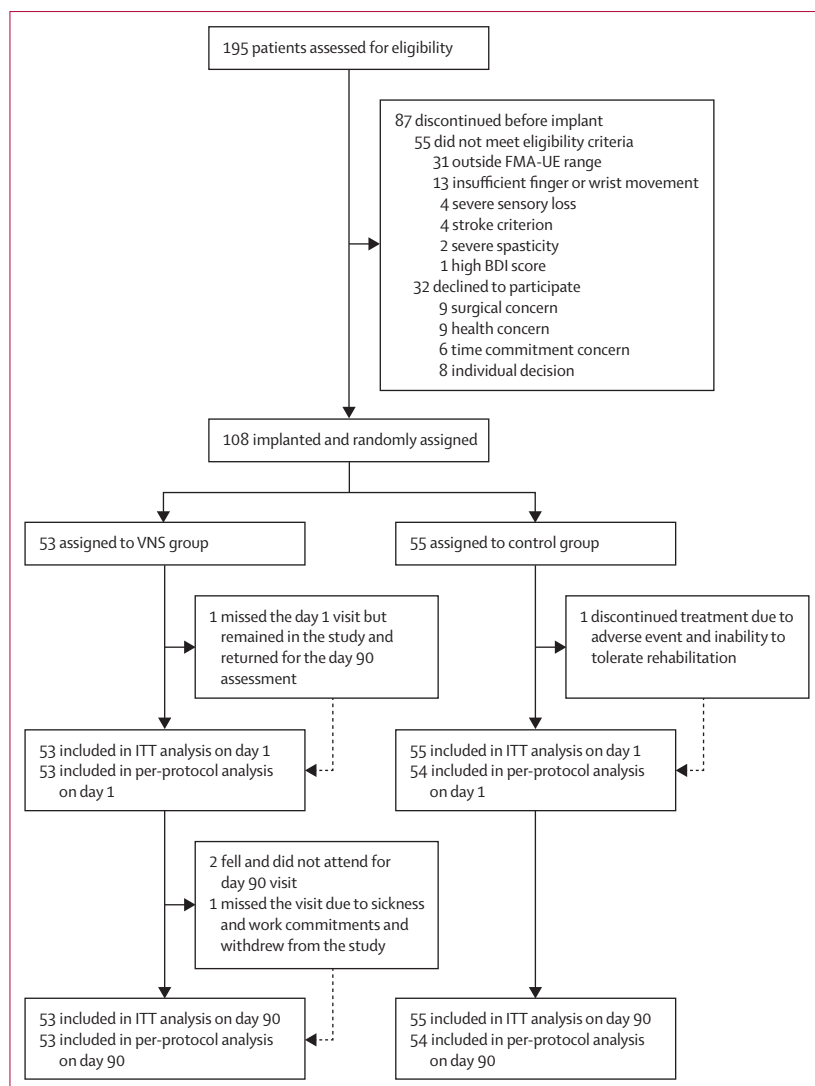 195 patients assessed for eligibility
87 discontinued before implant
55 did not meet eligibility criteria
31 outside FMA-UE range
13 insufficient finger or wrist movement
4 severe sensory loss
4 stroke criterion
2 severe spasticity
1 high BDI score
32 declined to participate
9 surgical concern
9 health concern
6 time commitment concern
8 individual decision
108 implanted and randomly assigned
53 assigned to VNS group
55 assigned to control group
1 missed the day 1 visit but
remained in the study and
returned for the day 90
assessment
1 discontinued treatment due to
adverse event and inability to
tolerate rehabilitation
53 included in ITT analysis on day 1
53 included in per-protocol analysis
on day 1
55 included in ITT analysis on day 1
54 included in per-protocol analysis
on day 1
2 fell and did not attend for
day 90 visit
1 missed the visit due to sickness
and work commitments and
withdrew from the study
53 included in ITT analysis on day 90
53 included in per-protocol analysis
on day 90
55 included in ITT analysis on day 90
54 included in per-protocol analysis
on day 90